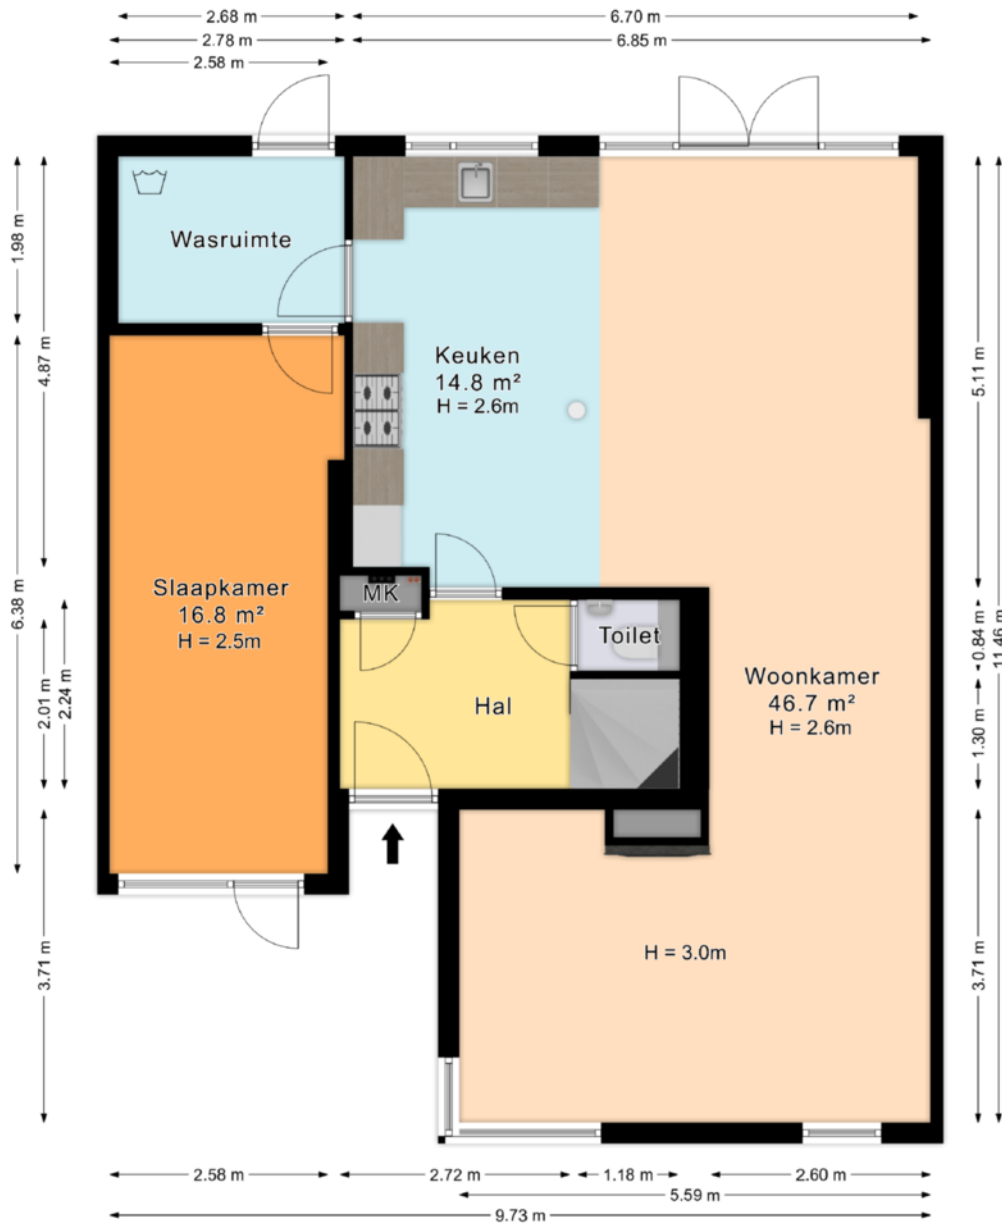 2.68 m
6.70 m
2.78 m
6.85 m
2.58 m
1.98 m
4.87 m
6.38 m
2.01 m
2.24 m
3.71 m
Wasruimte
Keuken
14.8 m²
H = 2.6m
Slaapkamer
16.8 m²
H = 2.5m
MK
Toilet
Hal
Woonkamer
46.7 m²
H = 2.6m
H = 3.0m
5.11 m
0.84 m
11.46 m
1.30 m
3.71 m
2.58 m
2.72 m
1.18 m
2.60 m
5.59 m
9.73 m